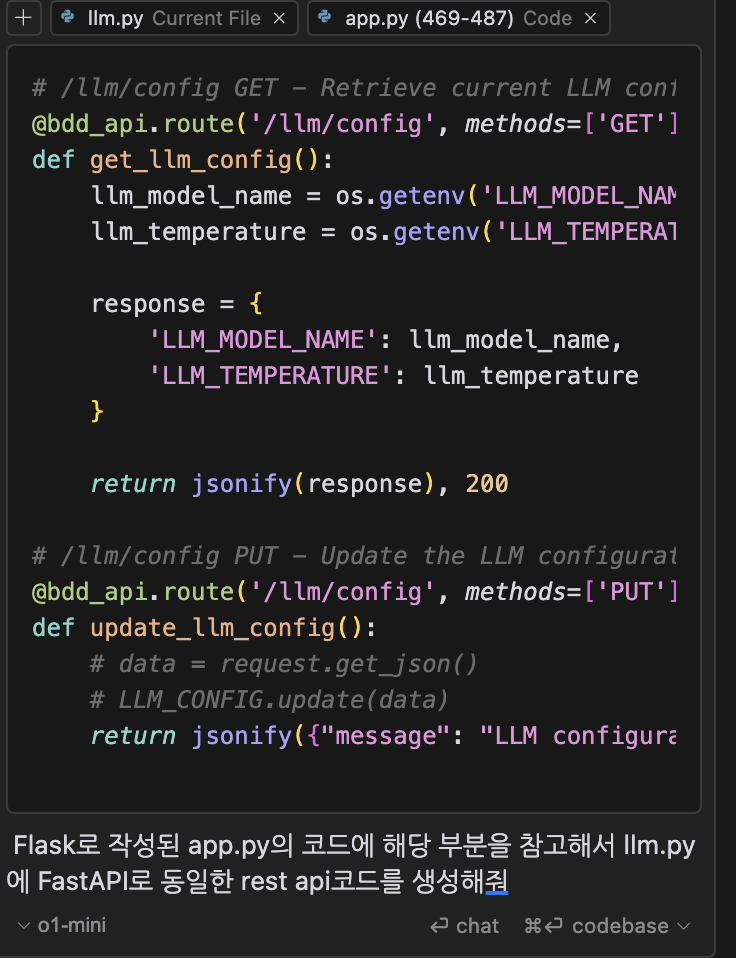 llm.py Current File ×
app.py (469-487) Code ×
# /llm/config GET – Retrieve current LLM conf
@bdd_api.route('/llm/config', methods=['GET']
def get_llm_config():
    llm_model_name = os.getenv('LLM_MODEL_NAM
    llm_temperature = os.getenv('LLM_TEMPERAT
    response = {
        'LLM_MODEL_NAME': llm_model_name,
        'LLM_TEMPERATURE': llm_temperature
    }
    return jsonify(response), 200
# /llm/config PUT – Update the LLM configurat
@bdd_api.route('/llm/config', methods=['PUT']
def update_llm_config():
    # data = request.get_json()
    # LLM_CONFIG.update(data)
    return jsonify({"message": "LLM configura
Flask로 작성된 app.py의 코드에 해당 부분을 참고해서 llm.py
에 FastAPI로 동일한 rest api코드를 생성해줘
o1-mini
⏎ chat
⌘⏎ codebase